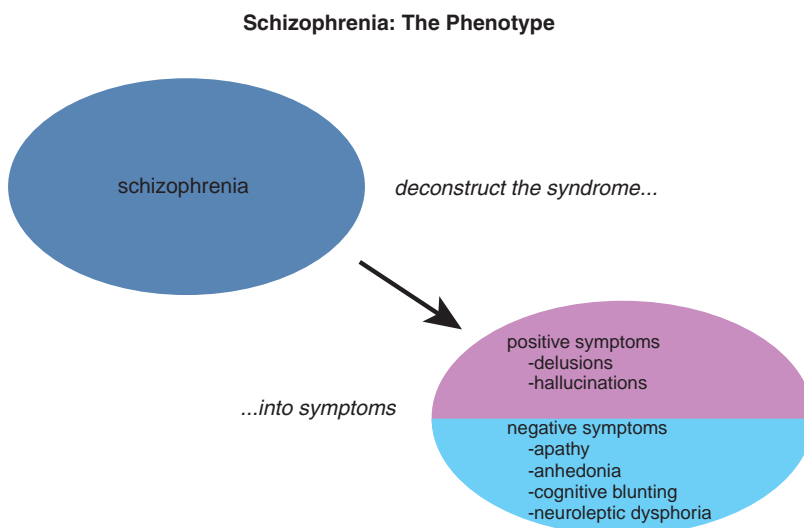 Schizophrenia: The Phenotype
schizophrenia
deconstruct the syndrome...
positive symptoms
-delusions
-hallucinations
...into symptoms
negative symptoms
-apathy
-anhedonia
-cognitive blunting
-neuroleptic dysphoria